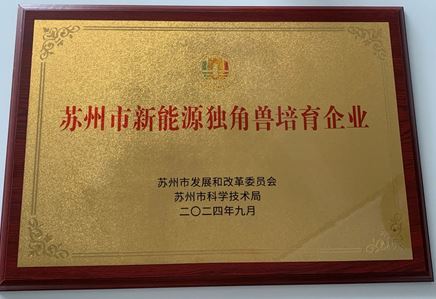 苏州市新能源独角兽培育企业
苏州市发展和改革委员会
苏州市科学技术局
二〇二四年九月